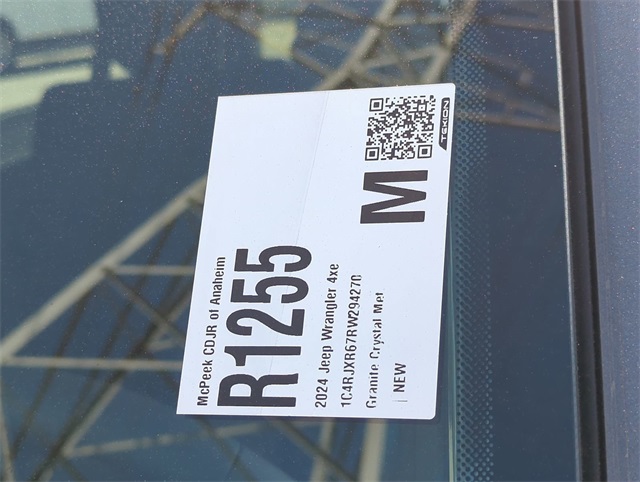 McPeek CDJR of Anaheim
R1255
2024 Jeep Wrangler 4xe
1C4RJXR67RW294270
Granite Crystal Met
NEW
M
TEKION